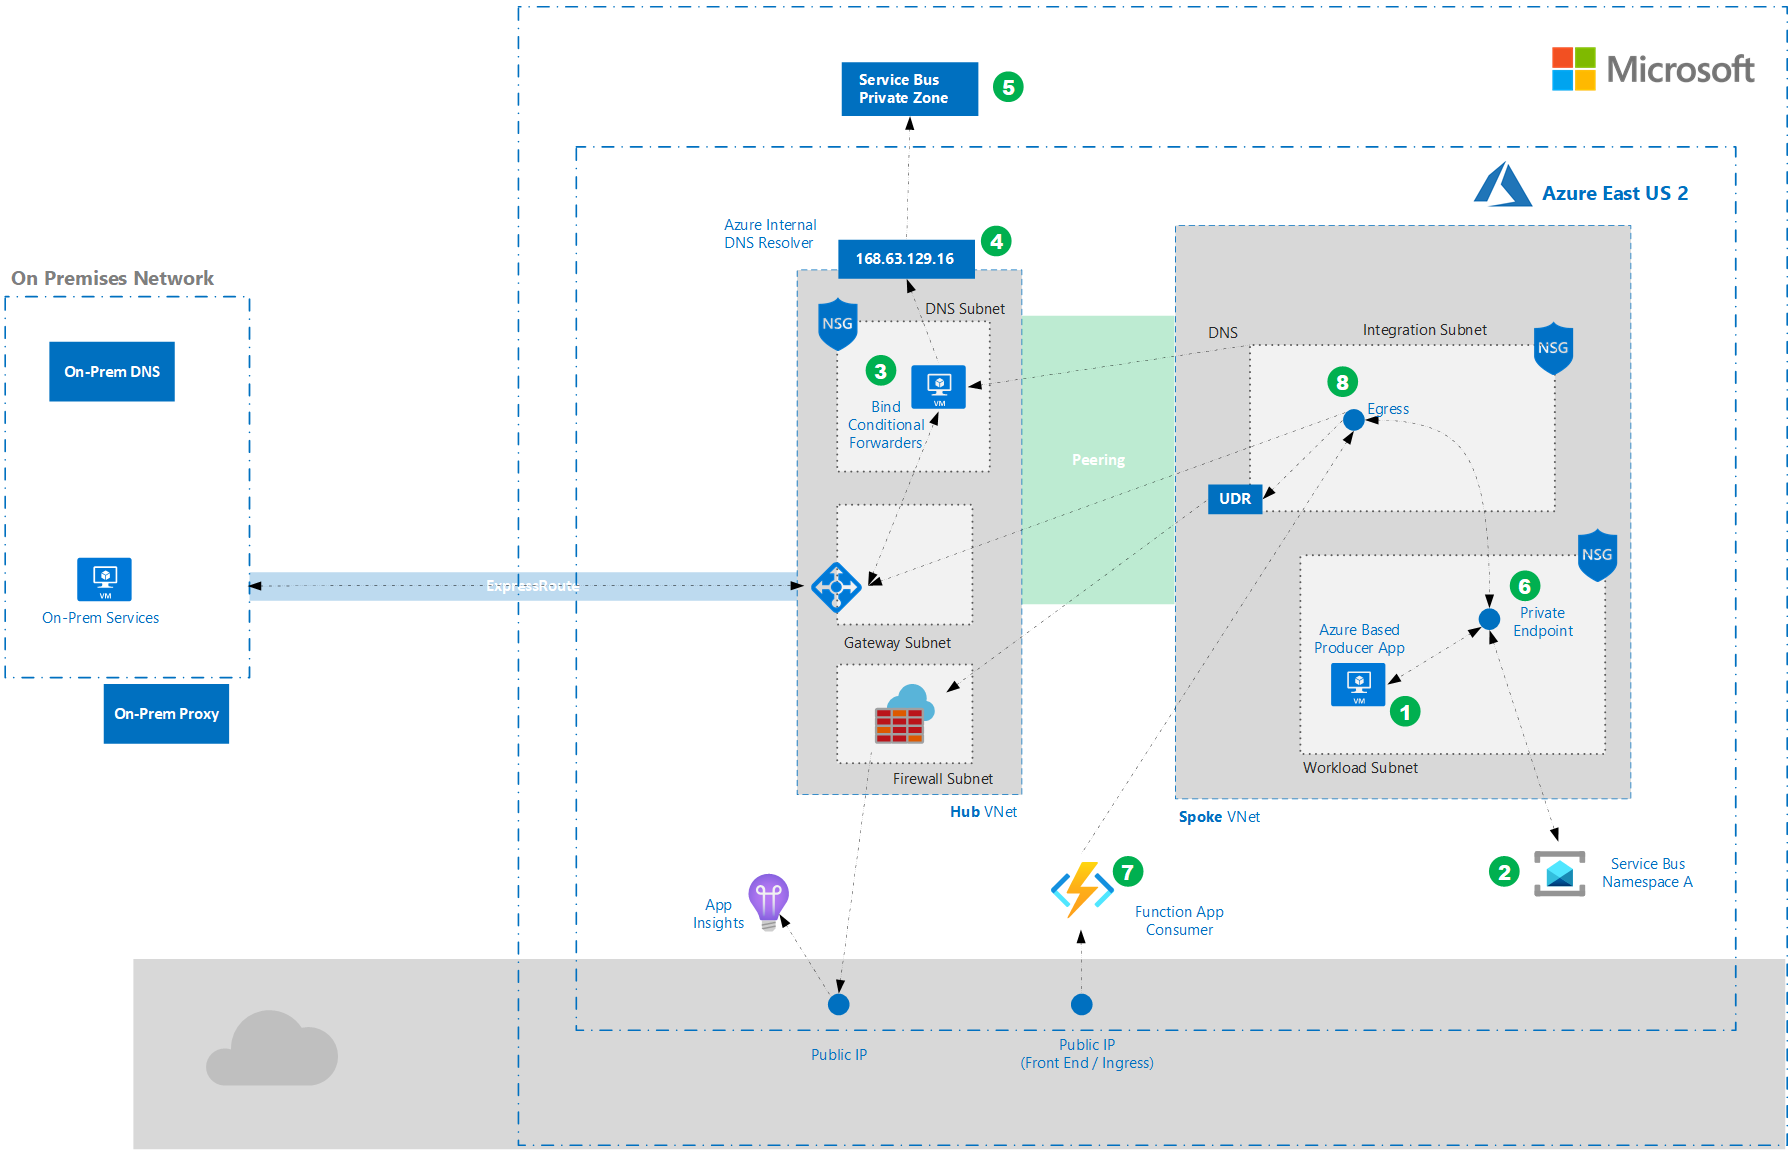 Microsoft
Service Bus
Private Zone
5
Azure East US 2
Azure Internal
DNS Resolver
4
168.63.129.16
On Premises Network
On-Prem DNS
NSG
DNS Subnet
3
VM
Bind
Conditional
Forwarders
DNS
Integration Subnet
NSG
8
Egress
Peering
UDR
NSG
VM
On-Prem Services
ExpressRoute
Gateway Subnet
6
Private
Endpoint
Azure Based
Producer App
VM
1
Workload Subnet
On-Prem Proxy
Firewall Subnet
Hub VNet
Spoke VNet
App
Insights
7
Function App
Consumer
2
Service Bus
Namespace A
Public IP
Public IP
(Front End / Ingress)